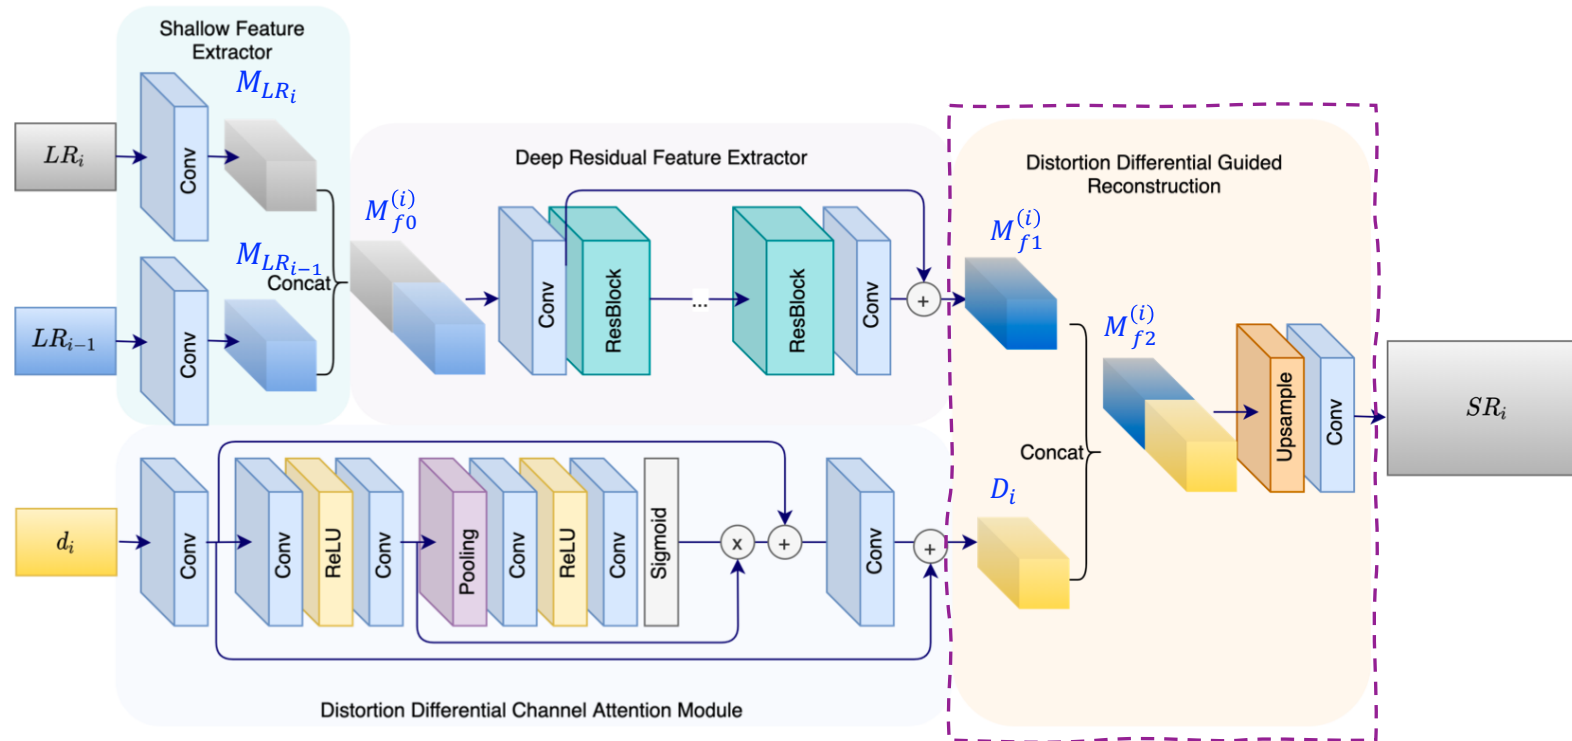 Shallow Feature
Extractor
M_{LR_i}
LR_i
Conv
Deep Residual Feature Extractor
Distortion Differential Guided
Reconstruction
M_{f0}^{(i)}
M_{f1}^{(i)}
M_{LR_{i-1}}
Concat
Conv
ResBlock
...
ResBlock
Conv
+
LR_{i-1}
Conv
M_{f2}^{(i)}
Upsample
Conv
SR_i
Concat
D_i
d_i
Conv
Conv
ReLU
Conv
Pooling
Conv
ReLU
Conv
Sigmoid
x
+
Conv
+
Distortion Differential Channel Attention Module